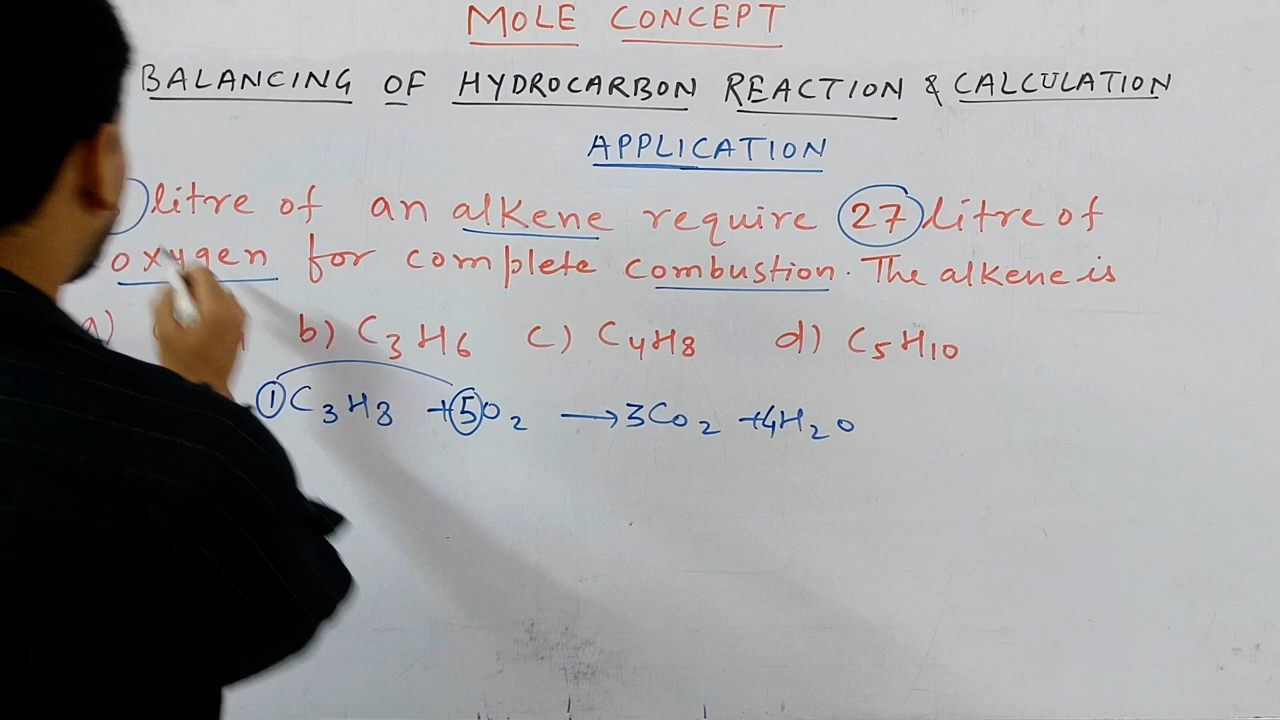 MOLE CONCEPT
BALANCING OF HYDROCARBON REACTION & CALCULATION
APPLICATION
litre of an alkene require 27 litre of
oxygen for complete combustion. The alkene is
a) b) C3H6 c) C4H8 d) C5H10
1 C3H8 + 5O2 → 3CO2 + 4H2O